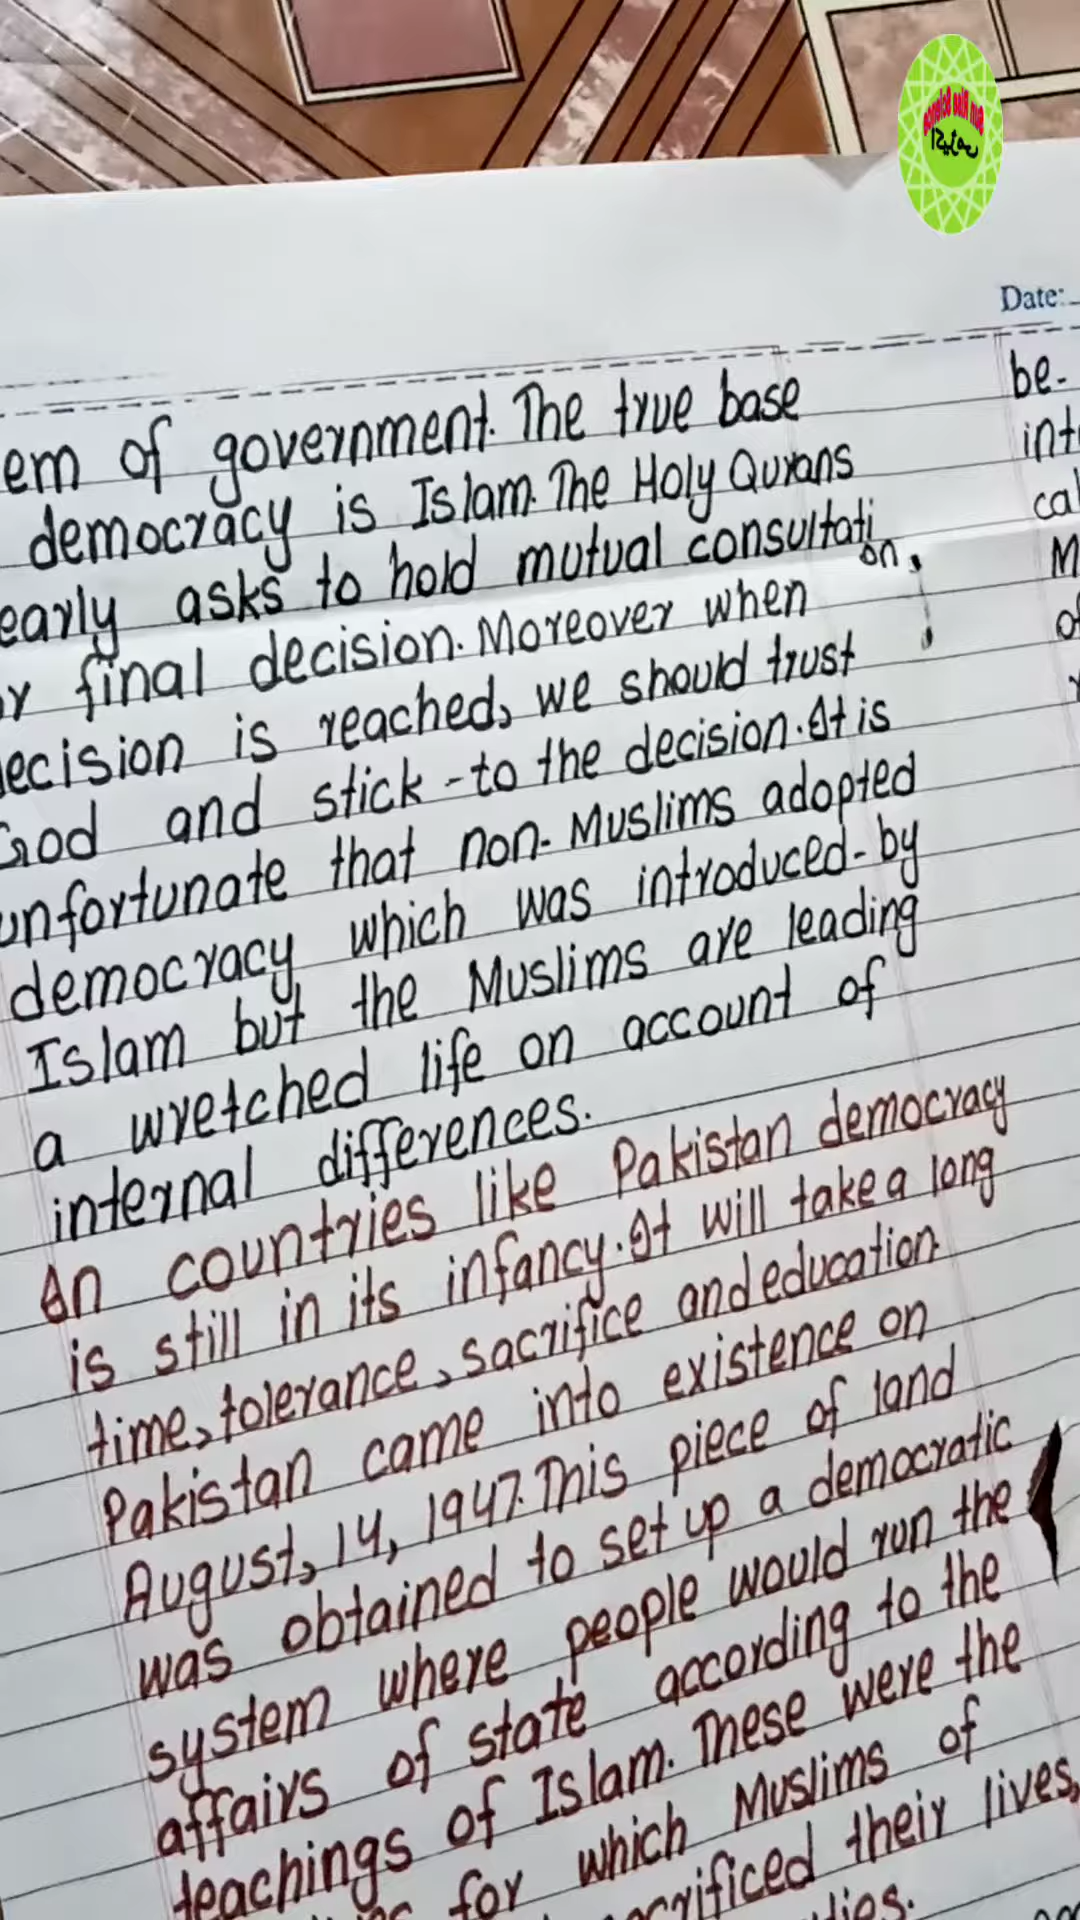 Date:
em of government. The true base
democracy is Islam. The Holy Qurans
early asks to hold mutual consultation,
final decision. Moreover when
ecision is reached, we should trust
God and stick-to the decision. It is
unfortunate that non-Muslims adopted
democracy which was introduced-by
Islam but the Muslims are leading
a wretched life on account of
internal differences.
In countries like Pakistan democracy
is still in its infancy. It will take a long
time, tolerance, sacrifice and education.
Pakistan came into existence on
August, 14, 1947. This piece of land
was obtained to set up a democratic
system where people would run the
affairs of state according to the
teachings of Islam. These were the
for which Muslims of
their lives,
be-
int
cal
M
of